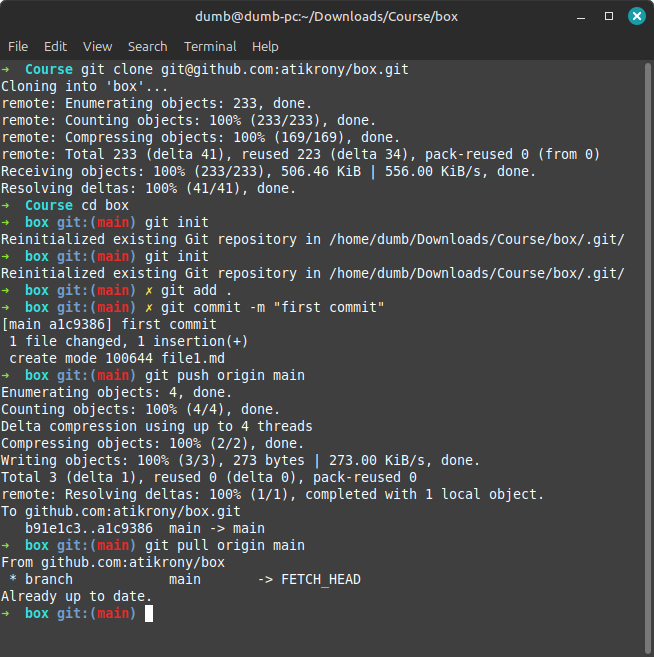 dumb@dumb-pc:~/Downloads/Course/box
File Edit View Search Terminal Help
➜  Course git clone git@github.com:atikrony/box.git
Cloning into 'box'...
remote: Enumerating objects: 233, done.
remote: Counting objects: 100% (233/233), done.
remote: Compressing objects: 100% (169/169), done.
remote: Total 233 (delta 41), reused 223 (delta 34), pack-reused 0 (from 0)
Receiving objects: 100% (233/233), 506.46 KiB | 556.00 KiB/s, done.
Resolving deltas: 100% (41/41), done.
➜  Course cd box
➜  box git:(main) git init
Reinitialized existing Git repository in /home/dumb/Downloads/Course/box/.git/
➜  box git:(main) git init
Reinitialized existing Git repository in /home/dumb/Downloads/Course/box/.git/
➜  box git:(main) ✗ git add .
➜  box git:(main) ✗ git commit -m "first commit"
[main a1c9386] first commit
 1 file changed, 1 insertion(+)
 create mode 100644 file1.md
➜  box git:(main) git push origin main
Enumerating objects: 4, done.
Counting objects: 100% (4/4), done.
Delta compression using up to 4 threads
Compressing objects: 100% (2/2), done.
Writing objects: 100% (3/3), 273 bytes | 273.00 KiB/s, done.
Total 3 (delta 1), reused 0 (delta 0), pack-reused 0
remote: Resolving deltas: 100% (1/1), completed with 1 local object.
To github.com:atikrony/box.git
   b91e1c3..a1c9386  main -> main
➜  box git:(main) git pull origin main
From github.com:atikrony/box
 * branch            main       -> FETCH_HEAD
Already up to date.
➜  box git:(main)